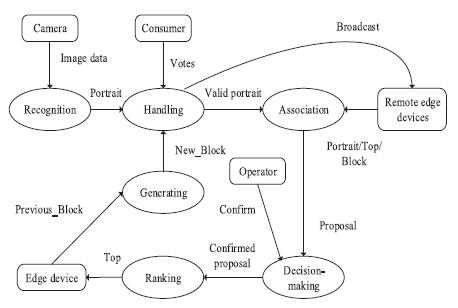 Camera
Consumer
Broadcast
Image data
Votes
Portrait
Valid portrait
Recognition
Handling
Association
Remote edge
devices
New_Block
Portrait/Top/
Block
Operator
Generating
Previous_Block
Confirm
Proposal
Confirmed
proposal
Top
Edge device
Ranking
Decision-
making